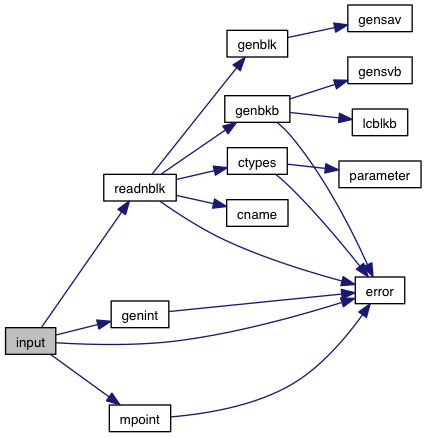 gensav
genblk
gensvb
genbkb
lcblkb
ctypes
parameter
readnblk
cname
error
genint
input
mpoint